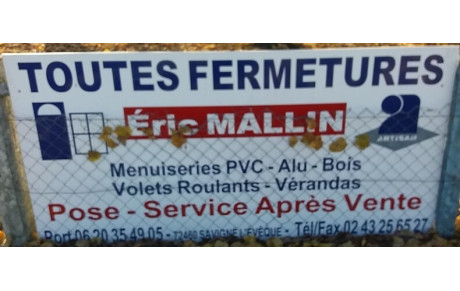 TOUTES FERMETURES
Éric MALLIN
ARTISAN
Menuiseries PVC - Alu - Bois
Volets Roulants - Vérandas
Pose - Service Après Vente
Port 06 20 35 49 05 - 72460 SAVIGNÉ L'ÉVEQUE - Tél/Fax 02 43 25 65 27